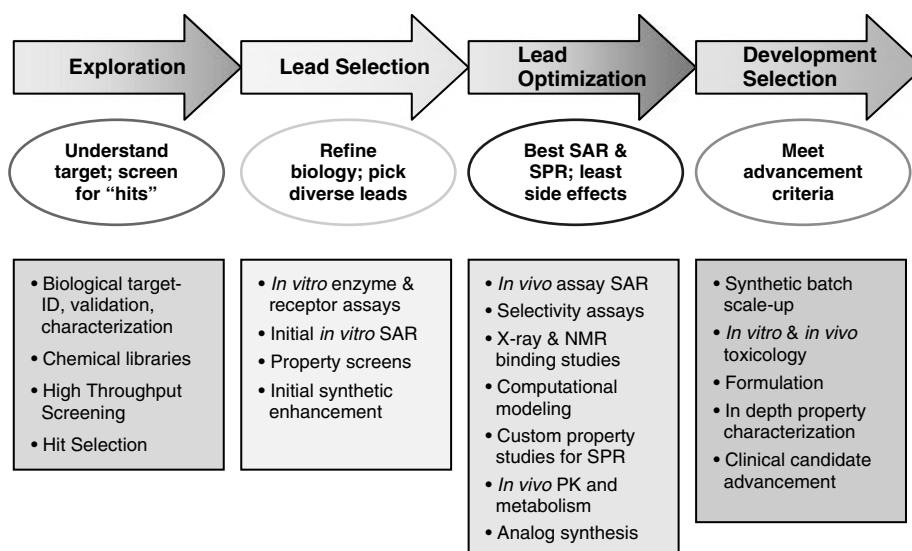 Exploration
Lead Selection
Lead
Optimization
Development
Selection
Understand
target; screen
for “hits”
Refine
biology; pick
diverse leads
Best SAR &
SPR; least
side effects
Meet
advancement
criteria
• Biological target-
ID, validation,
characterization
• Chemical libraries
• High Throughput
Screening
• Hit Selection
• In vitro enzyme &
receptor assays
• Initial in vitro SAR
• Property screens
• Initial synthetic
enhancement
• In vivo assay SAR
• Selectivity assays
• X-ray & NMR
binding studies
• Computational
modeling
• Custom property
studies for SPR
• In vivo PK and
metabolism
• Analog synthesis
• Synthetic batch
scale-up
• In vitro & in vivo
toxicology
• Formulation
• In depth property
characterization
• Clinical candidate
advancement